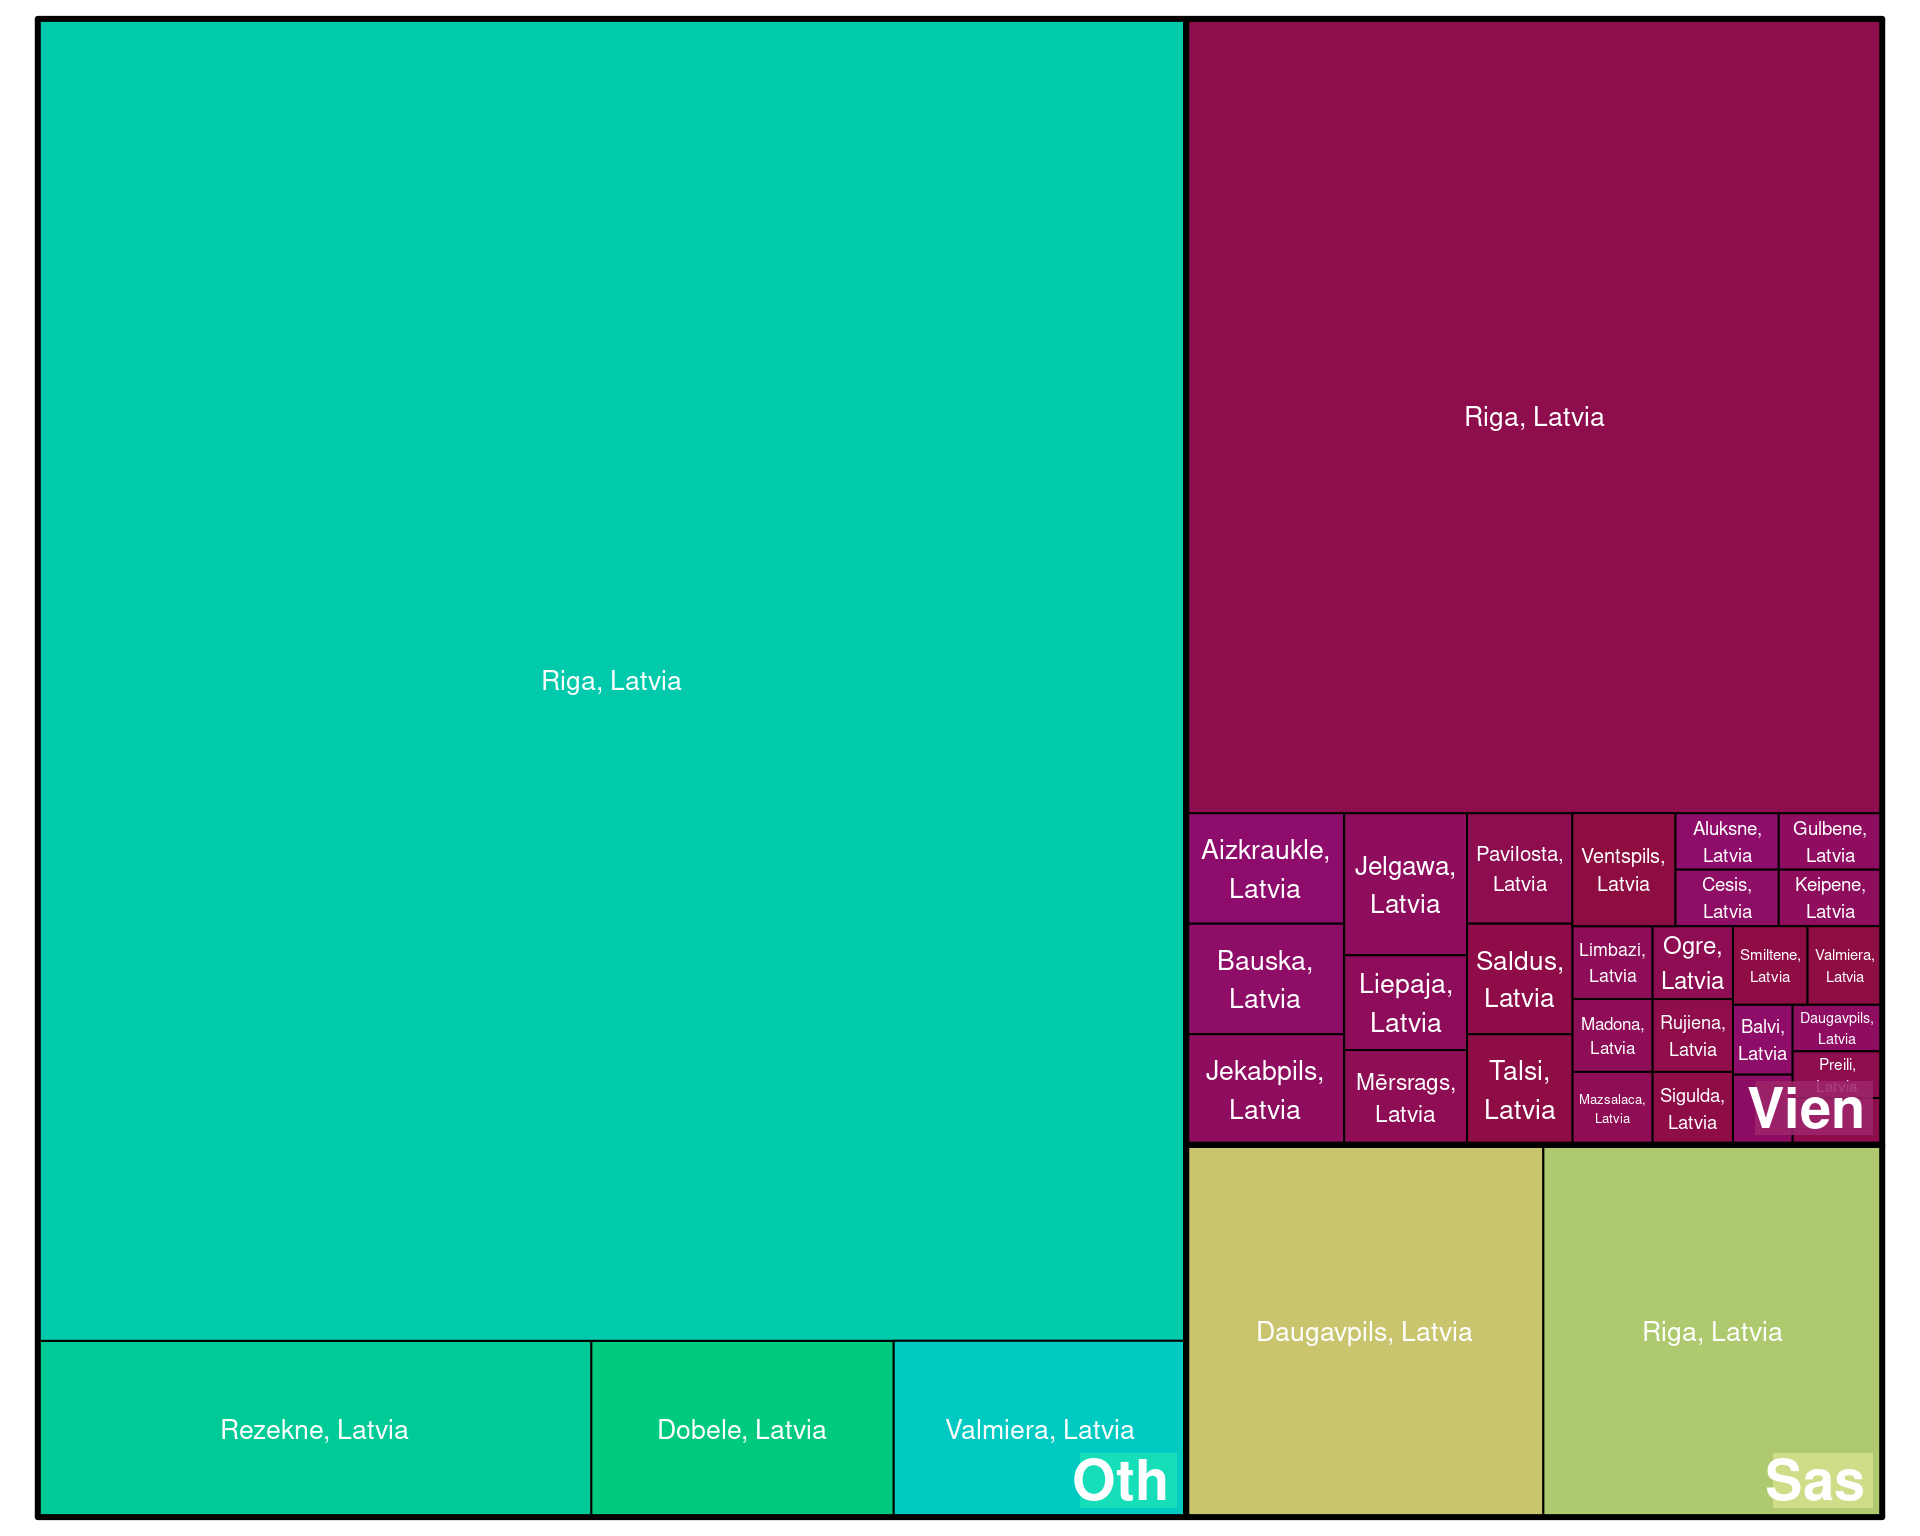 Riga, Latvia
Rezekne, Latvia
Dobele, Latvia
Valmiera, Latvia
Oth
Riga, Latvia
Aizkraukle,
Latvia
Bauska,
Latvia
Jekabpils,
Latvia
Jelgawa,
Latvia
Liepaja,
Latvia
Mērsrags,
Latvia
Pavilosta,
Latvia
Saldus,
Latvia
Talsi,
Latvia
Ventspils,
Latvia
Aluksne,
Latvia
Gulbene,
Latvia
Cesis,
Latvia
Keipene,
Latvia
Limbazi,
Latvia
Madona,
Latvia
Mazsalaca,
Latvia
Ogre,
Latvia
Rujiena,
Latvia
Sigulda,
Latvia
Smiltene,
Latvia
Valmiera,
Latvia
Balvi,
Latvia
Daugavpils,
Latvia
Preili,
Latvia
Vien
Daugavpils, Latvia
Riga, Latvia
Sas